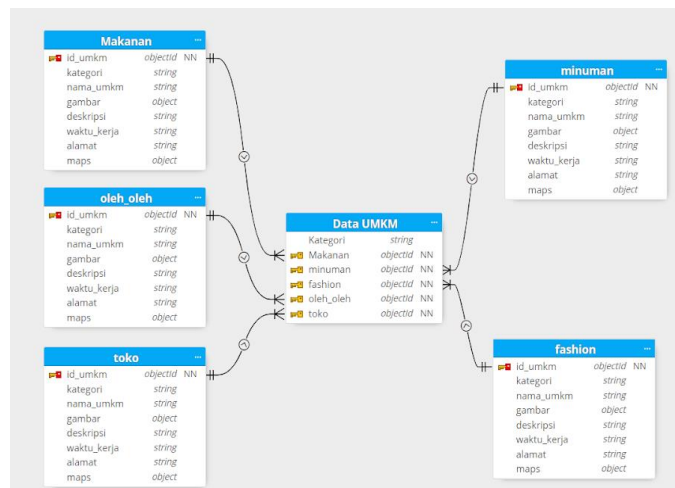 Makanan ...
id_umkm objectId NN
kategori string
nama_umkm string
gambar object
deskripsi string
waktu_kerja string
alamat string
maps object
oleh_oleh ...
id_umkm objectId NN
kategori string
nama_umkm string
gambar object
deskripsi string
waktu_kerja string
alamat string
maps object
toko ...
id_umkm objectId NN
kategori string
nama_umkm string
gambar object
deskripsi string
waktu_kerja string
alamat string
maps object
Data UMKM ...
Kategori string
Makanan objectId NN
minuman objectId NN
fashion objectId NN
oleh_oleh objectId NN
toko objectId NN
minuman ...
id_umkm objectId NN
kategori string
nama_umkm string
gambar object
deskripsi string
waktu_kerja string
alamat string
maps object
fashion ...
id_umkm objectId NN
kategori string
nama_umkm string
gambar object
deskripsi string
waktu_kerja string
alamat string
maps object